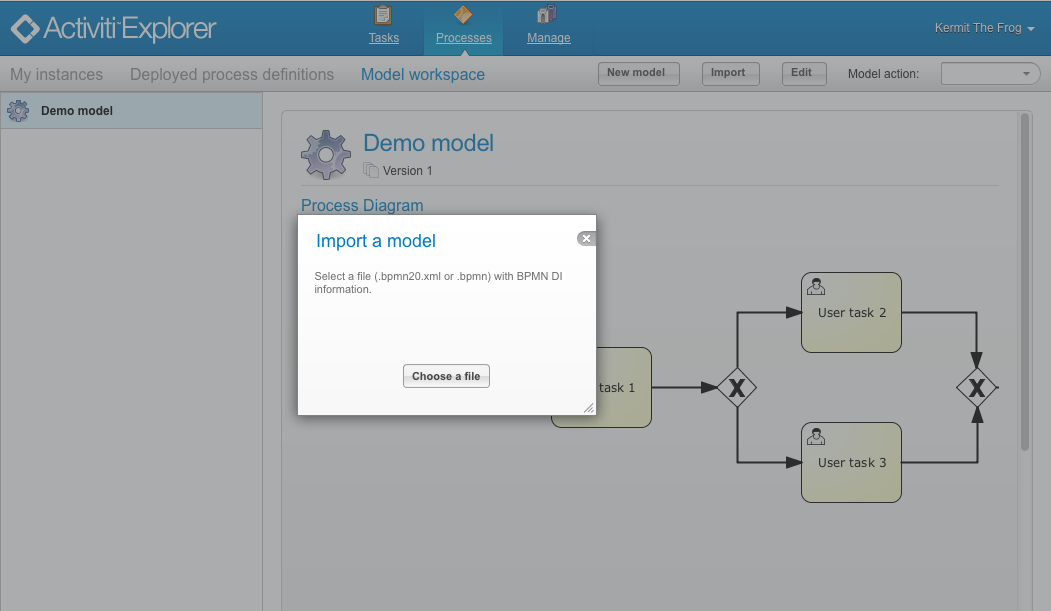 Activiti Explorer
Tasks
Processes
Manage
Kermit The Frog
My instances
Deployed process definitions
Model workspace
New model
Import
Edit
Model action:
Demo model
Demo model
Version 1
Process Diagram
Import a model
Select a file (.bpmn20.xml or .bpmn) with BPMN DI
information.
Choose a file
task 1
X
User task 2
User task 3
X